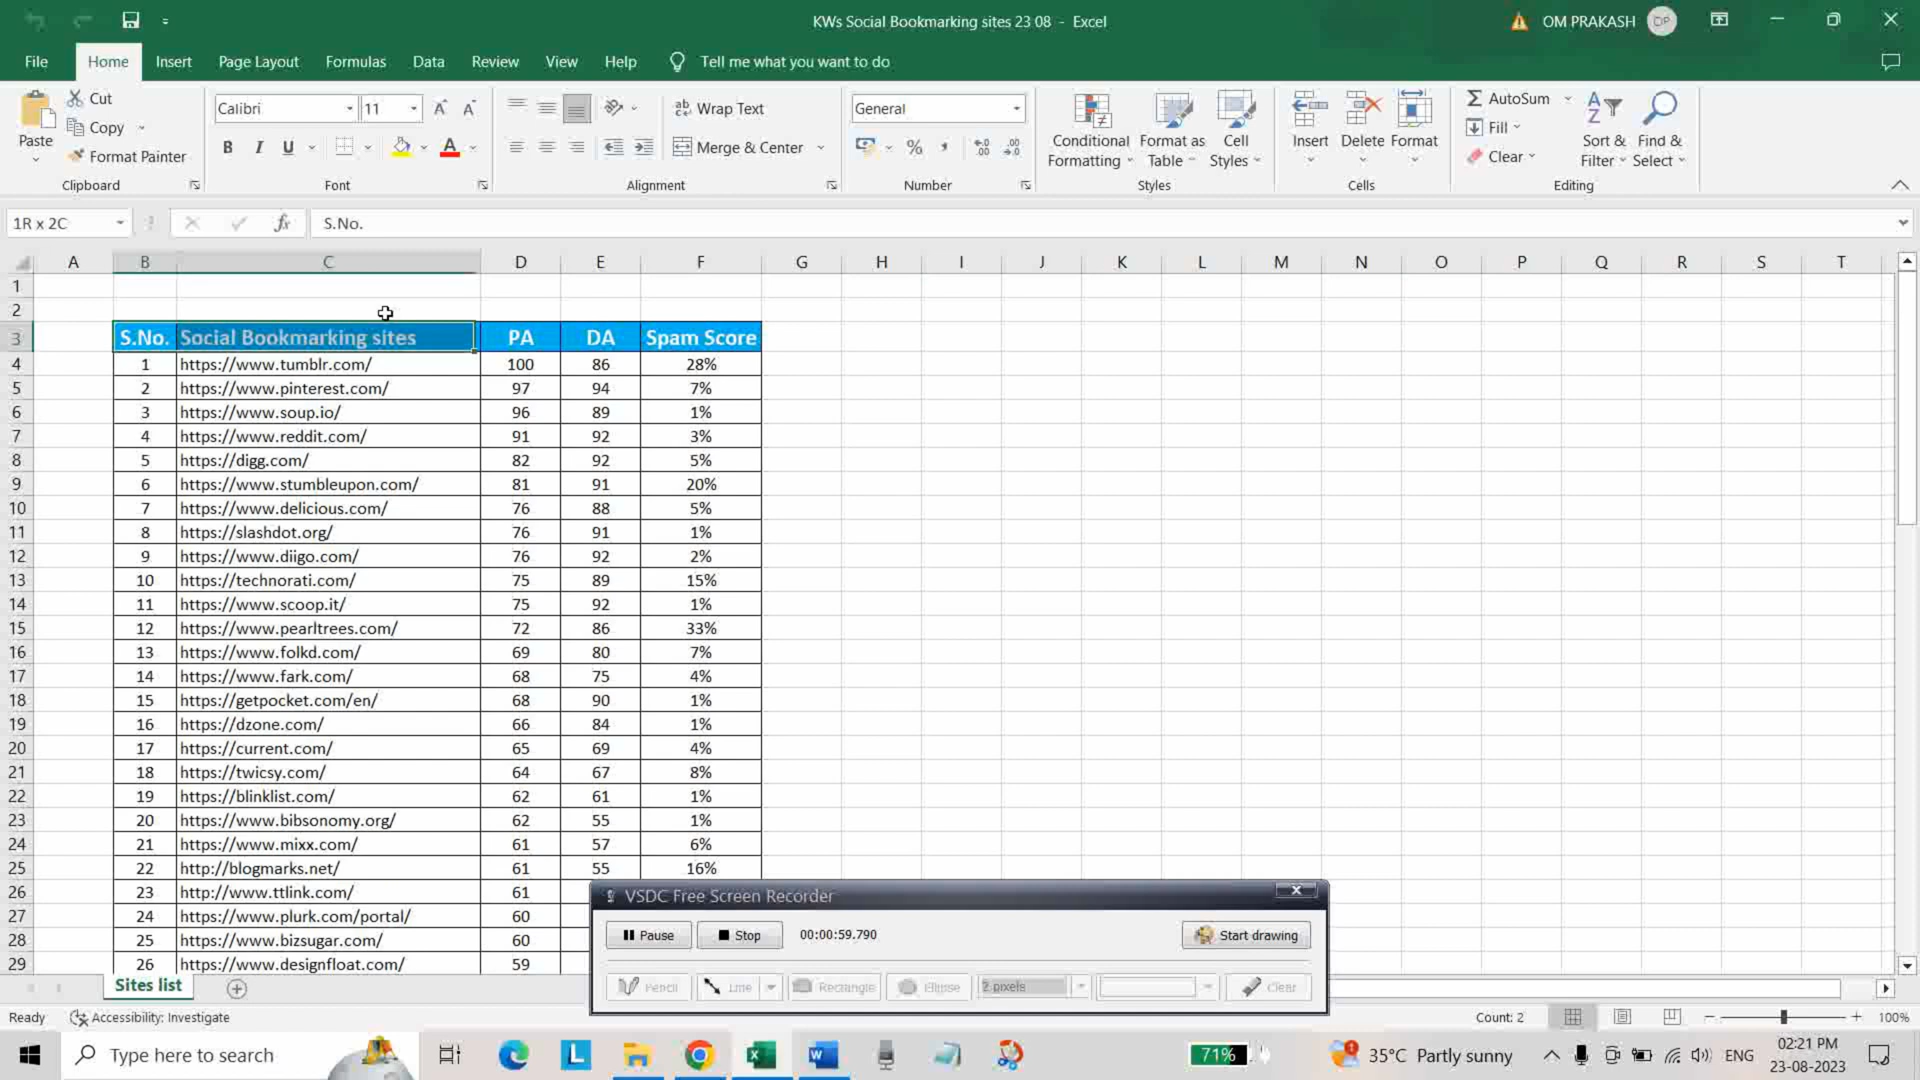 KWs Social Bookmarking sites 23 08 - Excel
OM PRAKASH
OP
File Home Insert Page Layout Formulas Data Review View Help Tell me what you want to do
Paste
Cut
Copy
Format Painter
Clipboard
Calibri 11
B I U
Font
Wrap Text
Merge & Center
Alignment
General
Number
Conditional Formatting
Format as Table
Cell Styles
Styles
Insert Delete Format
Cells
AutoSum
Fill
Clear
Sort & Filter
Find & Select
Editing
1R x 2C fx S.No.
A B C D E F G H I J K L M N O P Q R S T
1
2
3 S.No. Social Bookmarking sites PA DA Spam Score
4 1 https://www.tumblr.com/ 100 86 28%
5 2 https://www.pinterest.com/ 97 94 7%
6 3 https://www.soup.io/ 96 89 1%
7 4 https://www.reddit.com/ 91 92 3%
8 5 https://digg.com/ 82 92 5%
9 6 https://www.stumbleupon.com/ 81 91 20%
10 7 https://www.delicious.com/ 76 88 5%
11 8 https://slashdot.org/ 76 91 1%
12 9 https://www.diigo.com/ 76 92 2%
13 10 https://technorati.com/ 75 89 15%
14 11 https://www.scoop.it/ 75 92 1%
15 12 https://www.pearltrees.com/ 72 86 33%
16 13 https://www.folkd.com/ 69 80 7%
17 14 https://www.fark.com/ 68 75 4%
18 15 https://getpocket.com/en/ 68 90 1%
19 16 https://dzone.com/ 66 84 1%
20 17 https://current.com/ 65 69 4%
21 18 https://twicsy.com/ 64 67 8%
22 19 https://blinklist.com/ 62 61 1%
23 20 https://www.bibsonomy.org/ 62 55 1%
24 21 https://www.mixx.com/ 61 57 6%
25 22 http://blogmarks.net/ 61 55 16%
26 23 http://www.ttlink.com/ 61
27 24 https://www.plurk.com/portal/ 60
28 25 https://www.bizsugar.com/ 60
29 26 https://www.designfloat.com/ 59
VSDC Free Screen Recorder
Pause Stop 00:00:59.790 Start drawing
Pencil Line Rectangle Ellipse 2 pixels Clear
Sites list
Ready Accessibility: Investigate Count: 2 100%
Type here to search
71% 35°C Partly sunny ENG
02:21 PM
23-08-2023